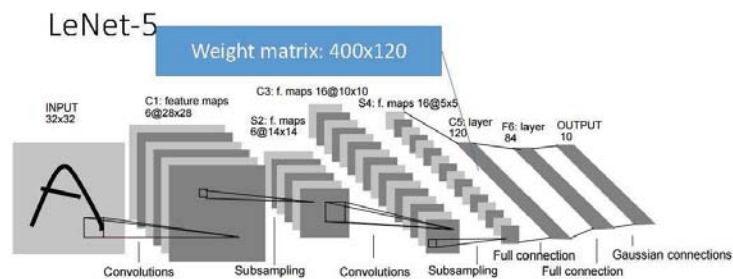 LeNet-5
Weight matrix: 400x120
INPUT
32x32
C1: feature maps
6@28x28
S2: f. maps
6@14x14
C3: f. maps 16@10x10
S4: f. maps 16@5x5
C5: layer
120
F6: layer
84
OUTPUT
10
Convolutions
Subsampling
Convolutions
Subsampling
Full connection
Full connection
Gaussian connections